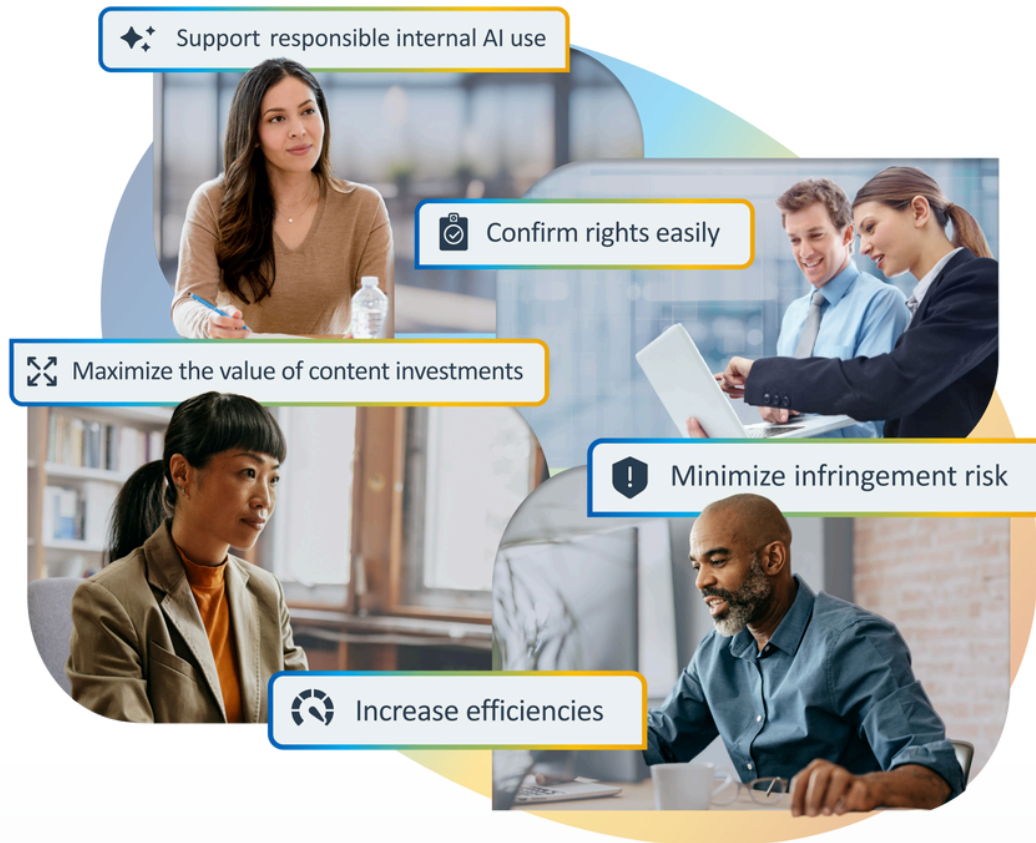 Support responsible internal AI use
Confirm rights easily
Maximize the value of content investments
Minimize infringement risk
Increase efficiencies